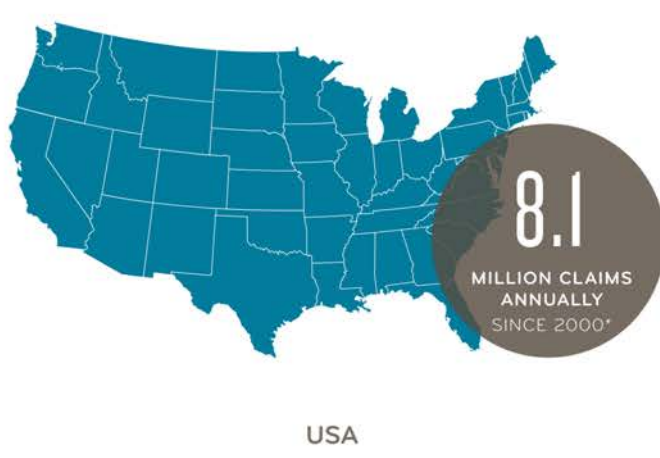 8.1
MILLION CLAIMS
ANNUALLY
SINCE 2000*
USA